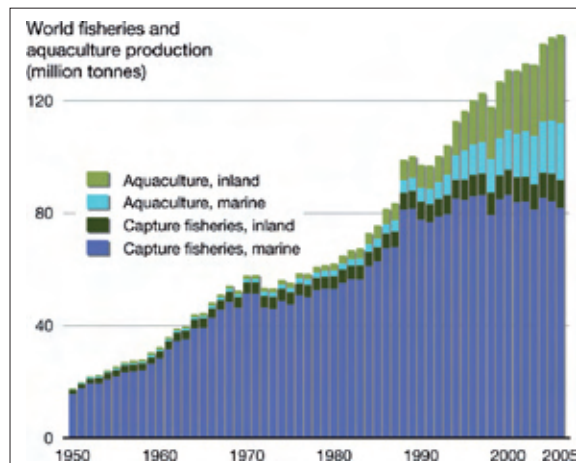 World fisheries and
aquaculture production
(million tonnes)
120
Aquaculture, inland
Aquaculture, marine
80
Capture fisheries, inland
Capture fisheries, marine
40
0
1950 1960 1970 1980 1990 2000 2005